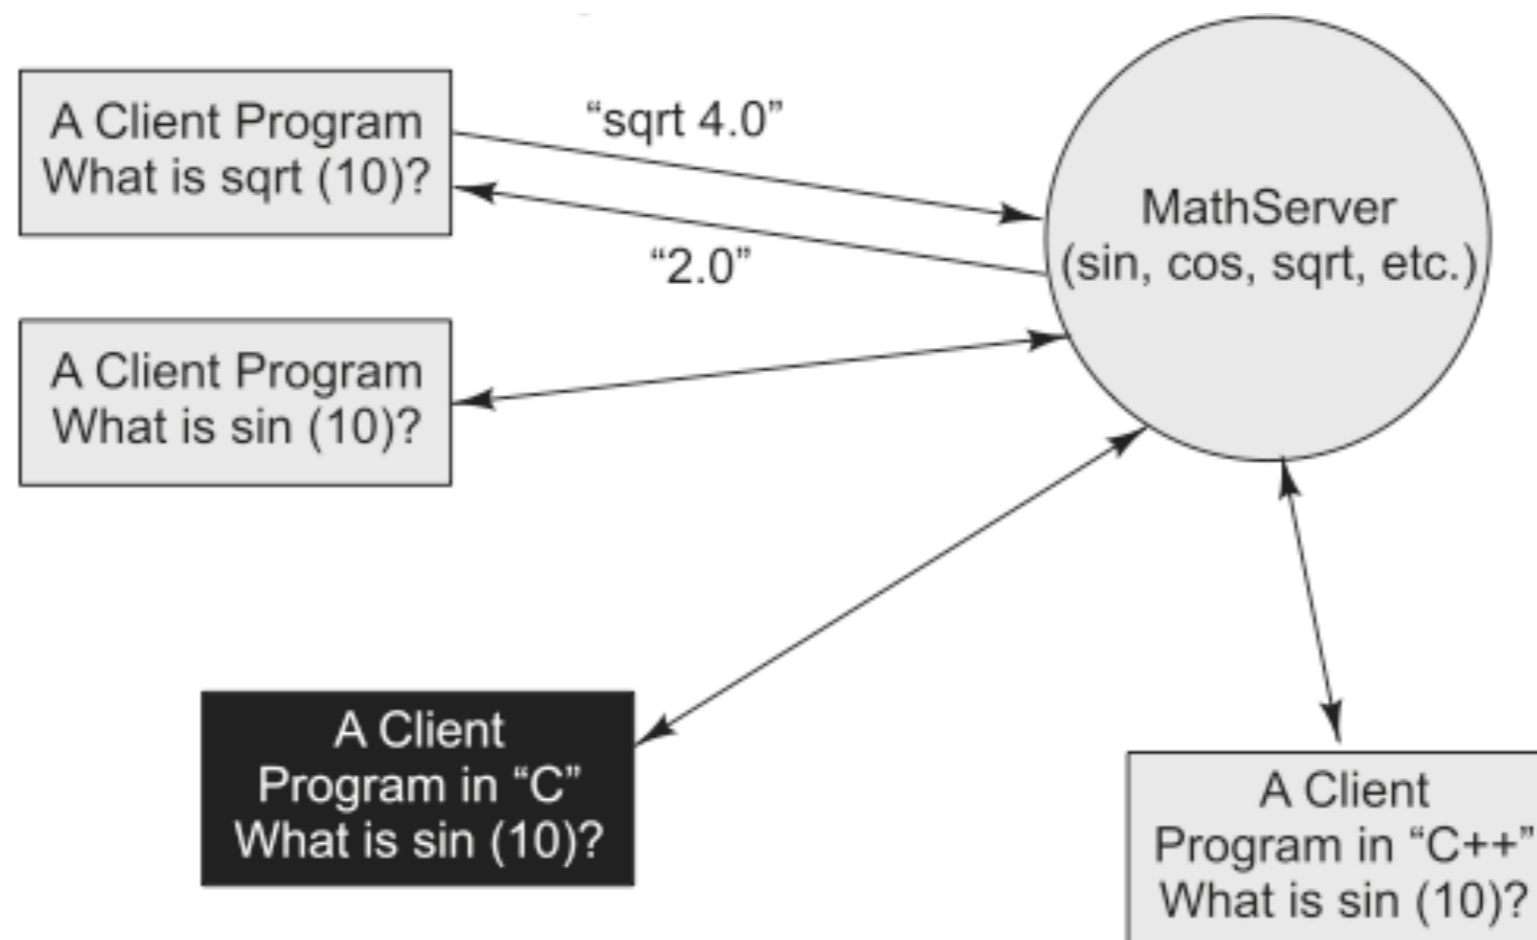 A Client Program
What is sqrt (10)?
“sqrt 4.0”
“2.0”
MathServer
(sin, cos, sqrt, etc.)
A Client Program
What is sin (10)?
A Client
Program in “C”
What is sin (10)?
A Client
Program in “C++”
What is sin (10)?